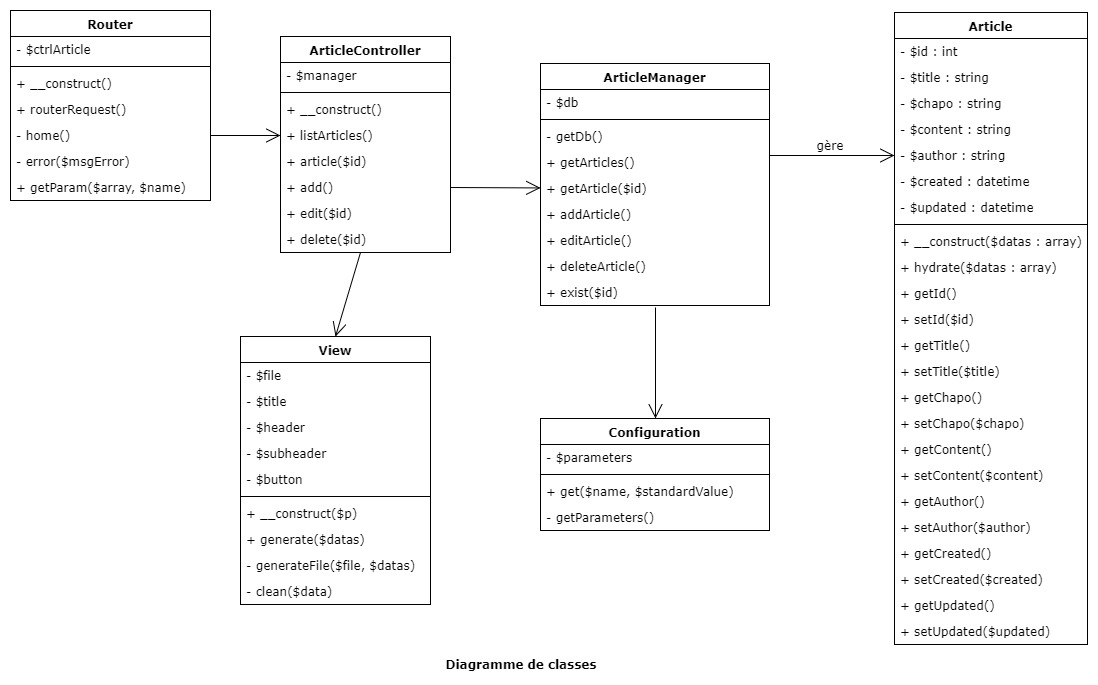 Router
- $ctrlArticle
+ __construct()
+ routerRequest()
- home()
- error($msgError)
+ getParam($array, $name)
ArticleController
- $manager
+ __construct()
+ listArticles()
+ article($id)
+ add()
+ edit($id)
+ delete($id)
ArticleManager
- $db
- getDb()
+ getArticles()
+ getArticle($id)
+ addArticle()
+ editArticle()
+ deleteArticle()
+ exist($id)
gère
Article
- $id : int
- $title : string
- $chapo : string
- $content : string
- $author : string
- $created : datetime
- $updated : datetime
+ __construct($datas : array)
+ hydrate($datas : array)
+ getId()
+ setId($id)
+ getTitle()
+ setTitle($title)
+ getChapo()
+ setChapo($chapo)
+ getContent()
+ setContent($content)
+ getAuthor()
+ setAuthor($author)
+ getCreated()
+ setCreated($created)
+ getUpdated()
+ setUpdated($updated)
View
- $file
- $title
- $header
- $subheader
- $button
+ __construct($p)
+ generate($datas)
- generateFile($file, $datas)
- clean($data)
Configuration
- $parameters
+ get($name, $standardValue)
- getParameters()
Diagramme de classes